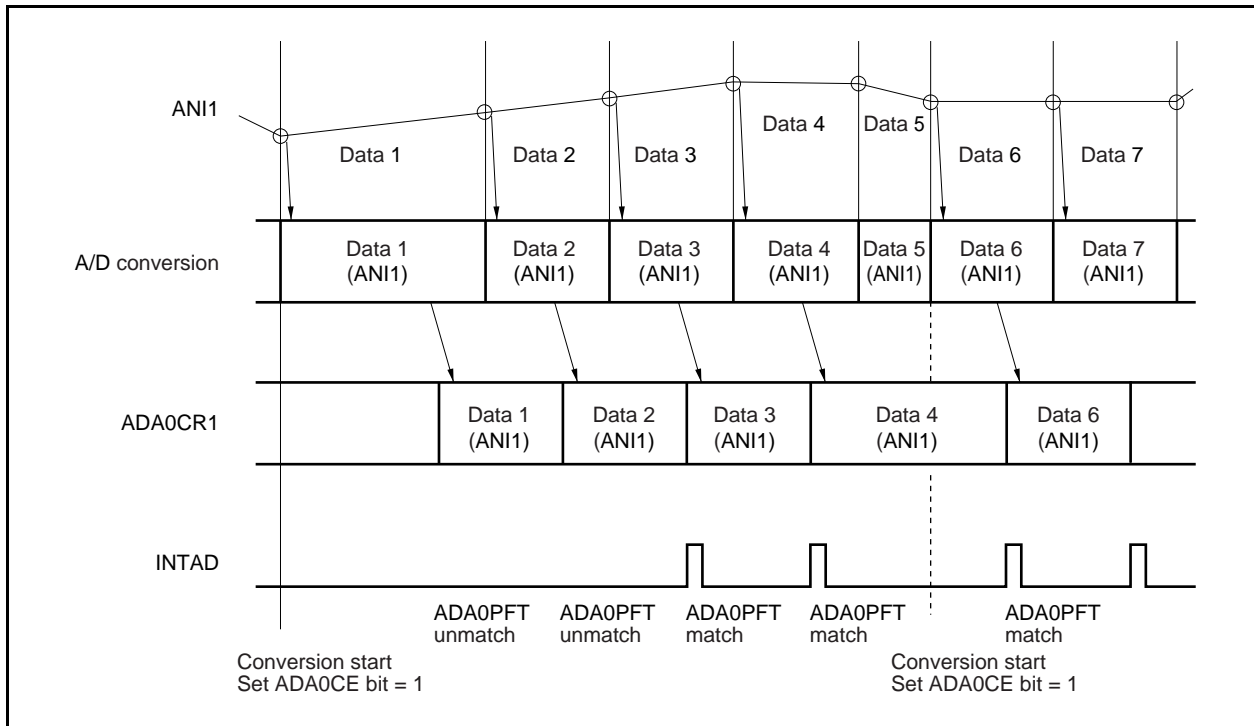 ANI1
Data 1
Data 2
Data 3
Data 4
Data 5
Data 6
Data 7
A/D conversion
Data 1
(ANI1)
Data 2
(ANI1)
Data 3
(ANI1)
Data 4
(ANI1)
Data 5
(ANI1)
Data 6
(ANI1)
Data 7
(ANI1)
ADA0CR1
Data 1
(ANI1)
Data 2
(ANI1)
Data 3
(ANI1)
Data 4
(ANI1)
Data 6
(ANI1)
INTAD
ADA0PFT
unmatch
ADA0PFT
unmatch
ADA0PFT
match
ADA0PFT
match
ADA0PFT
match
Conversion start
Set ADA0CE bit = 1
Conversion start
Set ADA0CE bit = 1